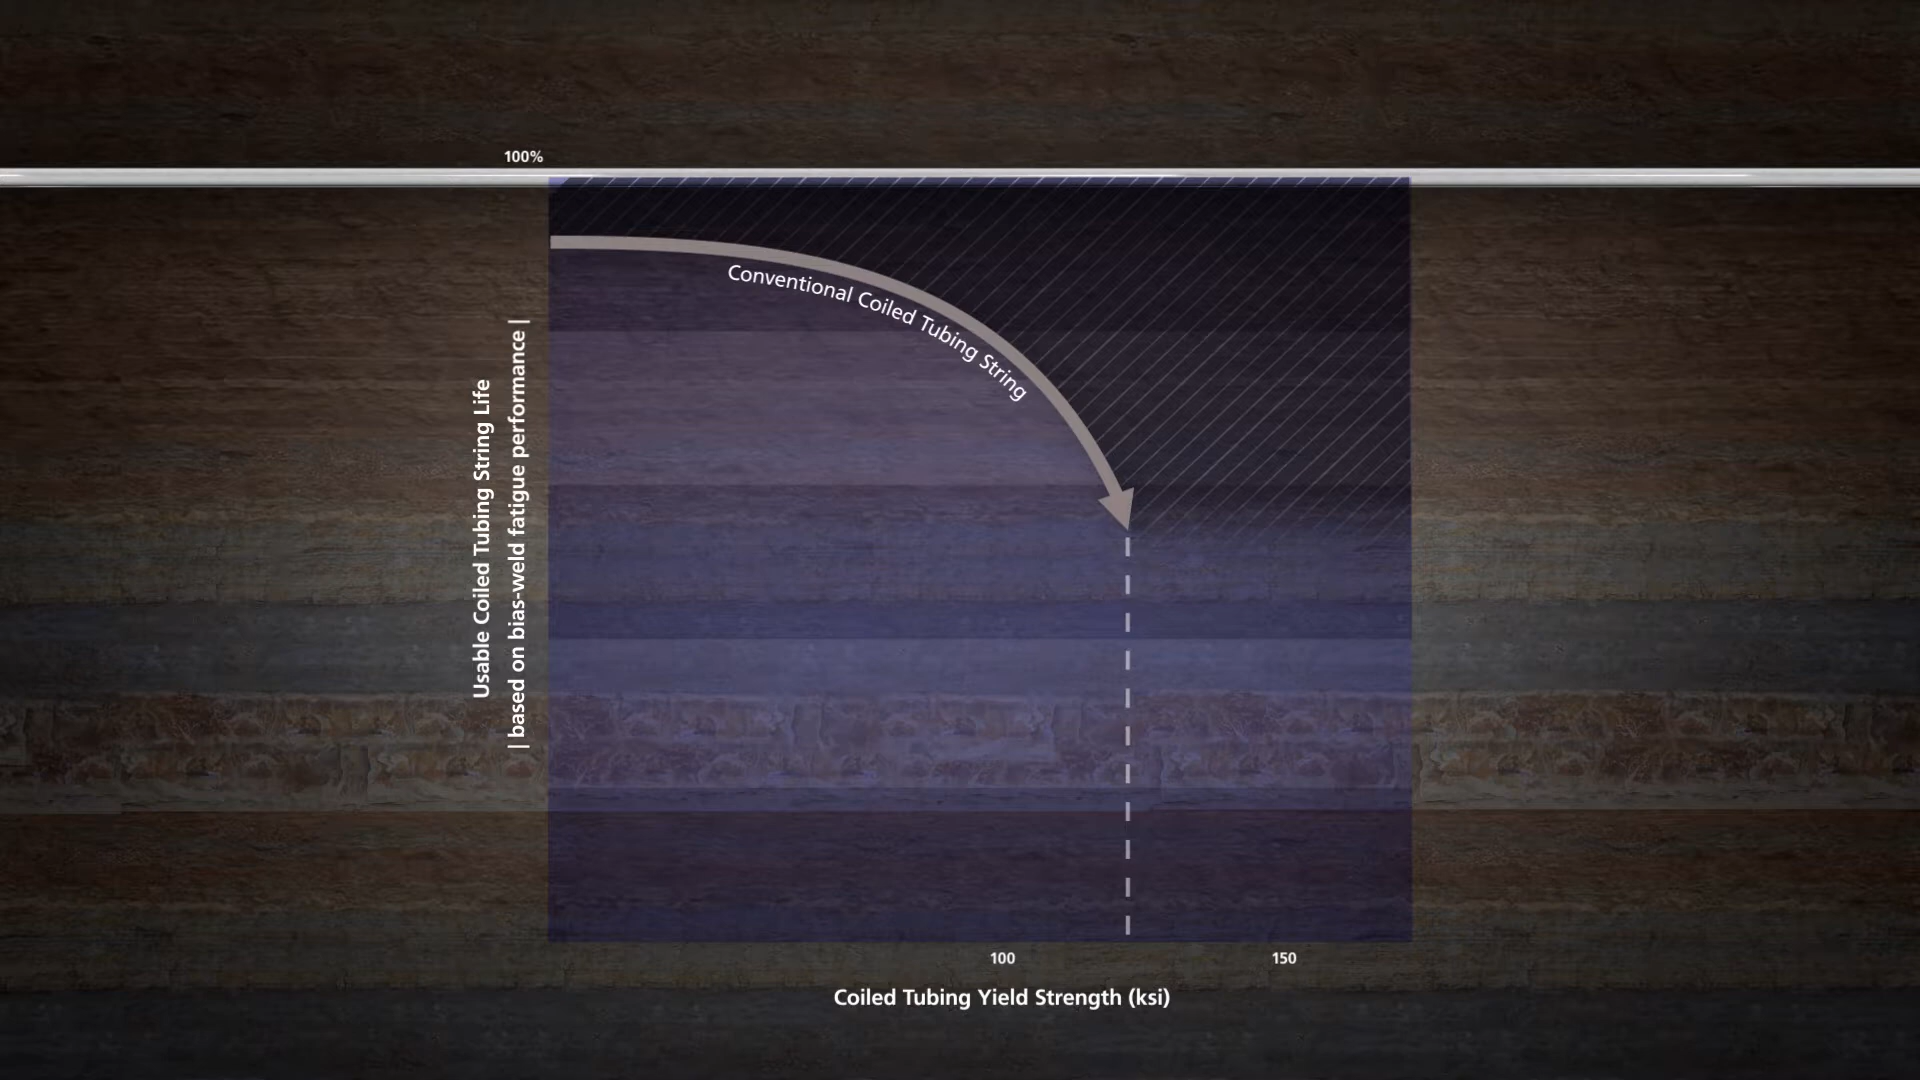 100%
Conventional Coiled Tubing String
Usable Coiled Tubing String Life
| based on bias-weld fatigue performance |
100
150
Coiled Tubing Yield Strength (ksi)